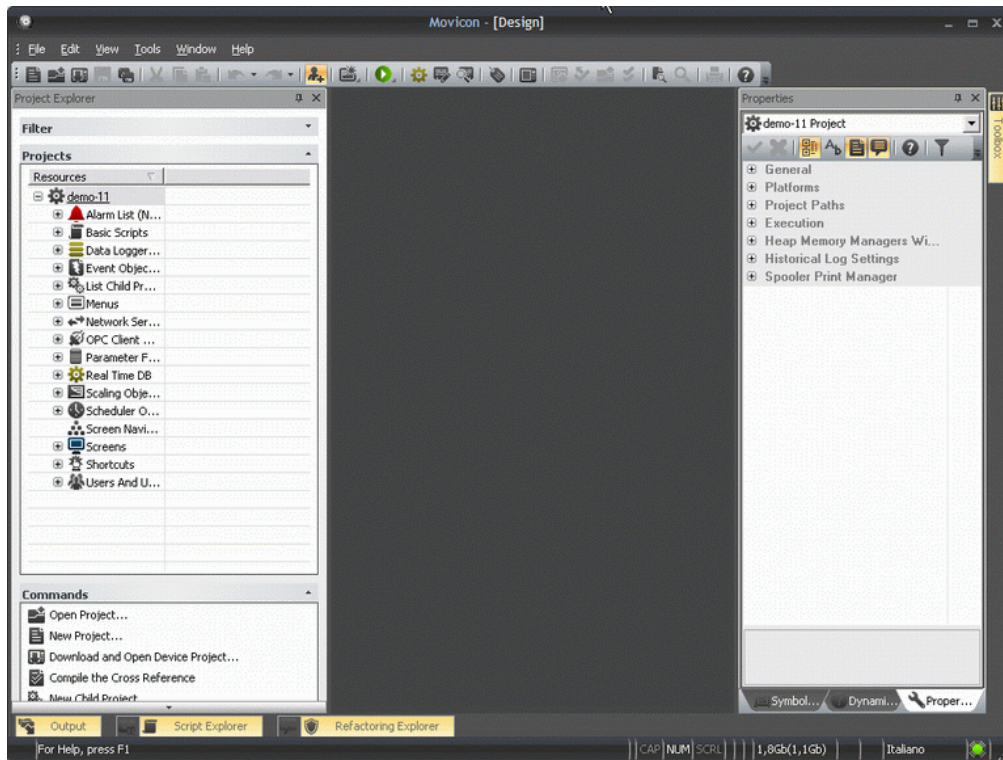 Movicon - [Design]
File Edit View Tools Window Help
Project Explorer
Filter
Projects
Resources
demo-11
Alarm List (N...
Basic Scripts
Data Logger...
Event Objec...
List Child Pr...
Menus
Network Ser...
OPC Client ...
Parameter F...
Real Time DB
Scaling Obje...
Scheduler O...
Screen Navi...
Screens
Shortcuts
Users And U...
Commands
Open Project...
New Project...
Download and Open Device Project...
Compile the Cross Reference
New Child Project
Properties
demo-11 Project
General
Platforms
Project Paths
Execution
Heap Memory Managers Wi...
Historical Log Settings
Spooler Print Manager
Toolbox
Symbol... Dynami... Proper...
Output Script Explorer Refactoring Explorer
For Help, press F1 CAP NUM SCRL 1,8Gb(1,1Gb) Italiano